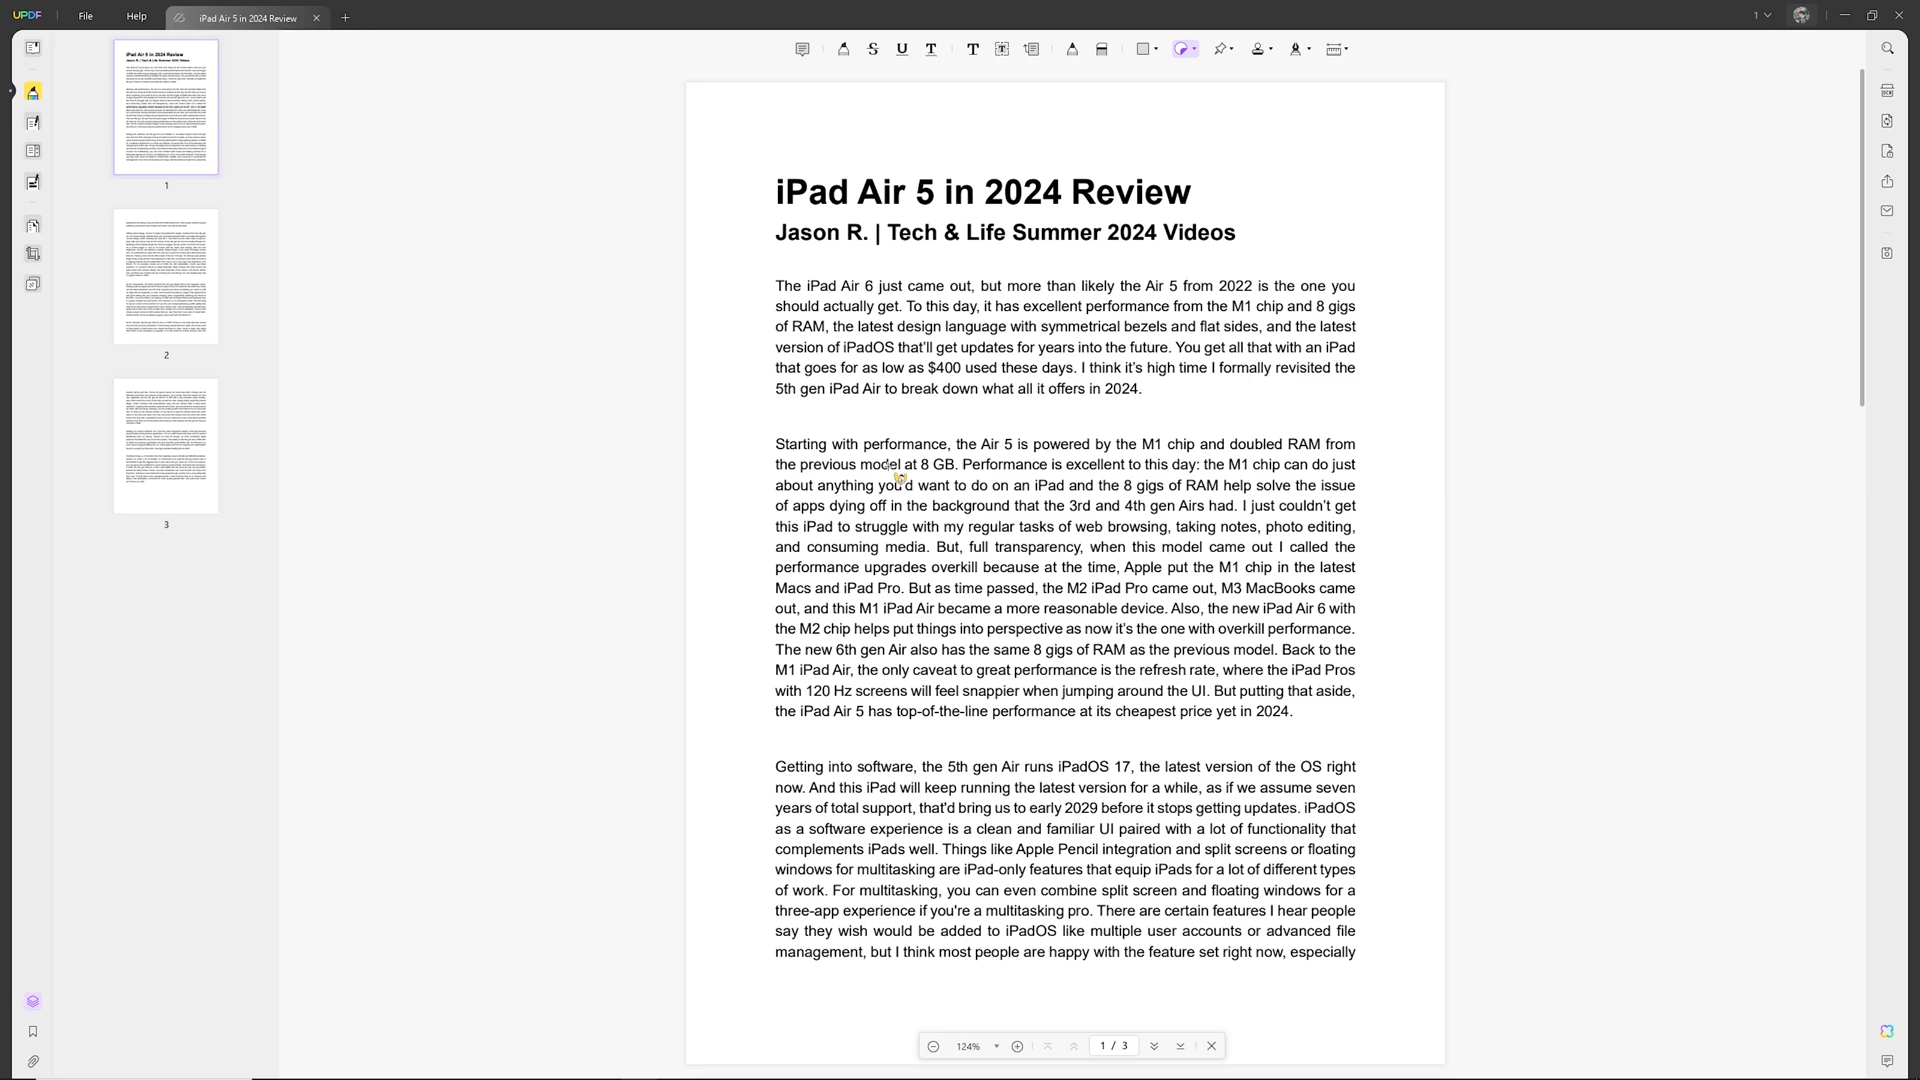 UPDF
File
Help
iPad Air 5 in 2024 Review
1
iPad Air 5 in 2024 Review
Jason R. | Tech & Life Summer 2024 Videos
1
2
3
iPad Air 5 in 2024 Review
Jason R. | Tech & Life Summer 2024 Videos
The iPad Air 6 just came out, but more than likely the Air 5 from 2022 is the one you
should actually get. To this day, it has excellent performance from the M1 chip and 8 gigs
of RAM, the latest design language with symmetrical bezels and flat sides, and the latest
version of iPadOS that’ll get updates for years into the future. You get all that with an iPad
that goes for as low as $400 used these days. I think it’s high time I formally revisited the
5th gen iPad Air to break down what all it offers in 2024.
Starting with performance, the Air 5 is powered by the M1 chip and doubled RAM from
the previous model at 8 GB. Performance is excellent to this day: the M1 chip can do just
about anything you’d want to do on an iPad and the 8 gigs of RAM help solve the issue
of apps dying off in the background that the 3rd and 4th gen Airs had. I just couldn’t get
this iPad to struggle with my regular tasks of web browsing, taking notes, photo editing,
and consuming media. But, full transparency, when this model came out I called the
performance upgrades overkill because at the time, Apple put the M1 chip in the latest
Macs and iPad Pro. But as time passed, the M2 iPad Pro came out, M3 MacBooks came
out, and this M1 iPad Air became a more reasonable device. Also, the new iPad Air 6 with
the M2 chip helps put things into perspective as now it’s the one with overkill performance.
The new 6th gen Air also has the same 8 gigs of RAM as the previous model. Back to the
M1 iPad Air, the only caveat to great performance is the refresh rate, where the iPad Pros
with 120 Hz screens will feel snappier when jumping around the UI. But putting that aside,
the iPad Air 5 has top-of-the-line performance at its cheapest price yet in 2024.
Getting into software, the 5th gen Air runs iPadOS 17, the latest version of the OS right
now. And this iPad will keep running the latest version for a while, as if we assume seven
years of total support, that'd bring us to early 2029 before it stops getting updates. iPadOS
as a software experience is a clean and familiar UI paired with a lot of functionality that
complements iPads well. Things like Apple Pencil integration and split screens or floating
windows for multitasking are iPad-only features that equip iPads for a lot of different types
of work. For multitasking, you can even combine split screen and floating windows for a
three-app experience if you're a multitasking pro. There are certain features I hear people
say they wish would be added to iPadOS like multiple user accounts or advanced file
management, but I think most people are happy with the feature set right now, especially
124%
1 / 3